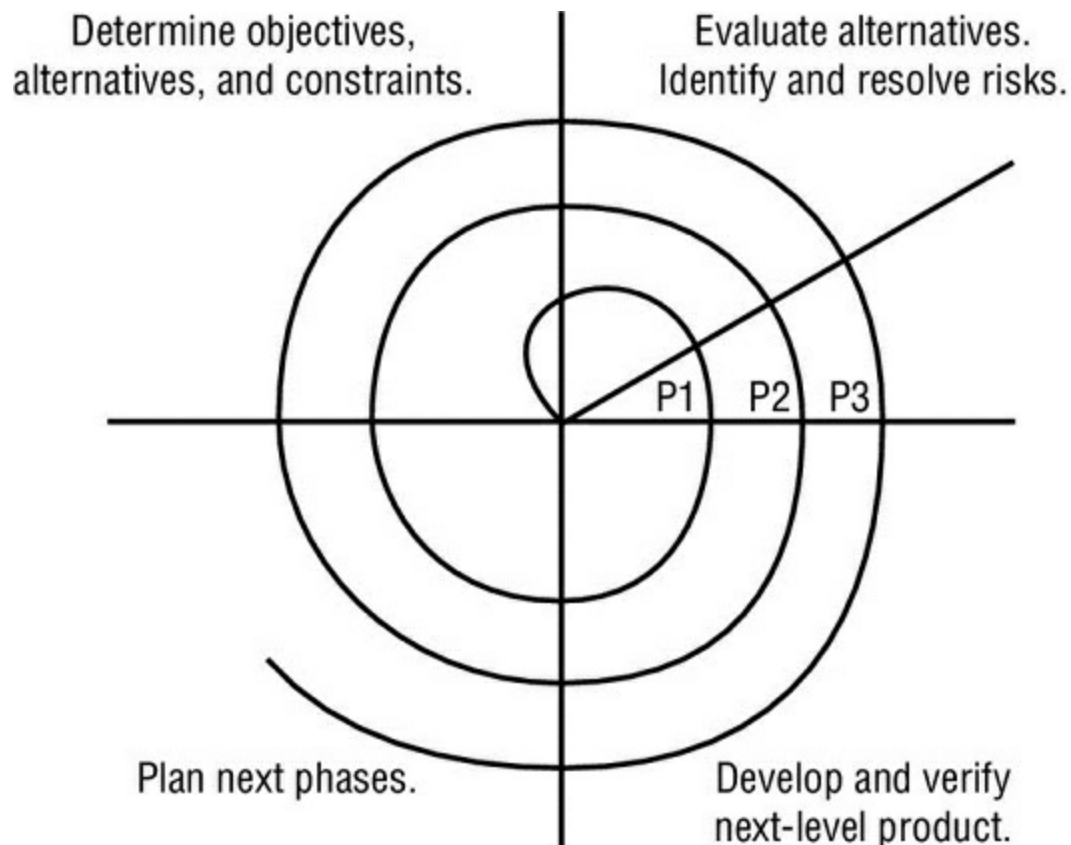 Determine objectives,
alternatives, and constraints.
Evaluate alternatives.
Identify and resolve risks.
P1 P2 P3
Plan next phases.
Develop and verify
next-level product.